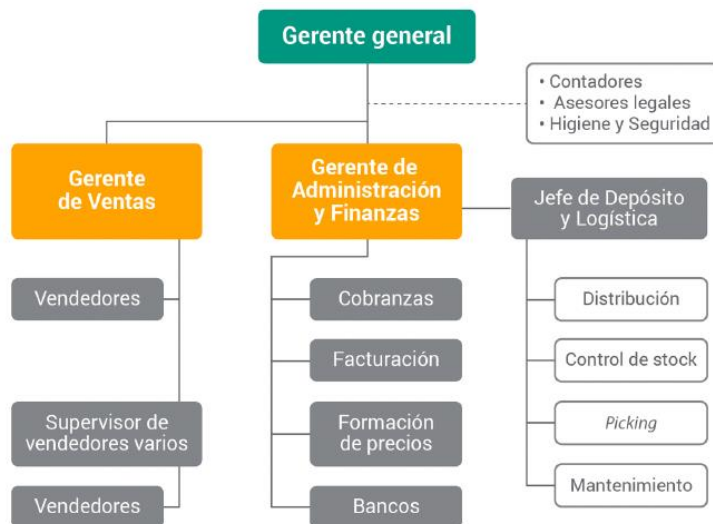 Gerente general
• Contadores
• Asesores legales
• Higiene y Seguridad
Gerente
de Ventas
Gerente de
Administración
y Finanzas
Jefe de Depósito
y Logística
Vendedores
Supervisor de
vendedores varios
Vendedores
Cobranzas
Facturación
Formación
de precios
Bancos
Distribución
Control de stock
Picking
Mantenimiento